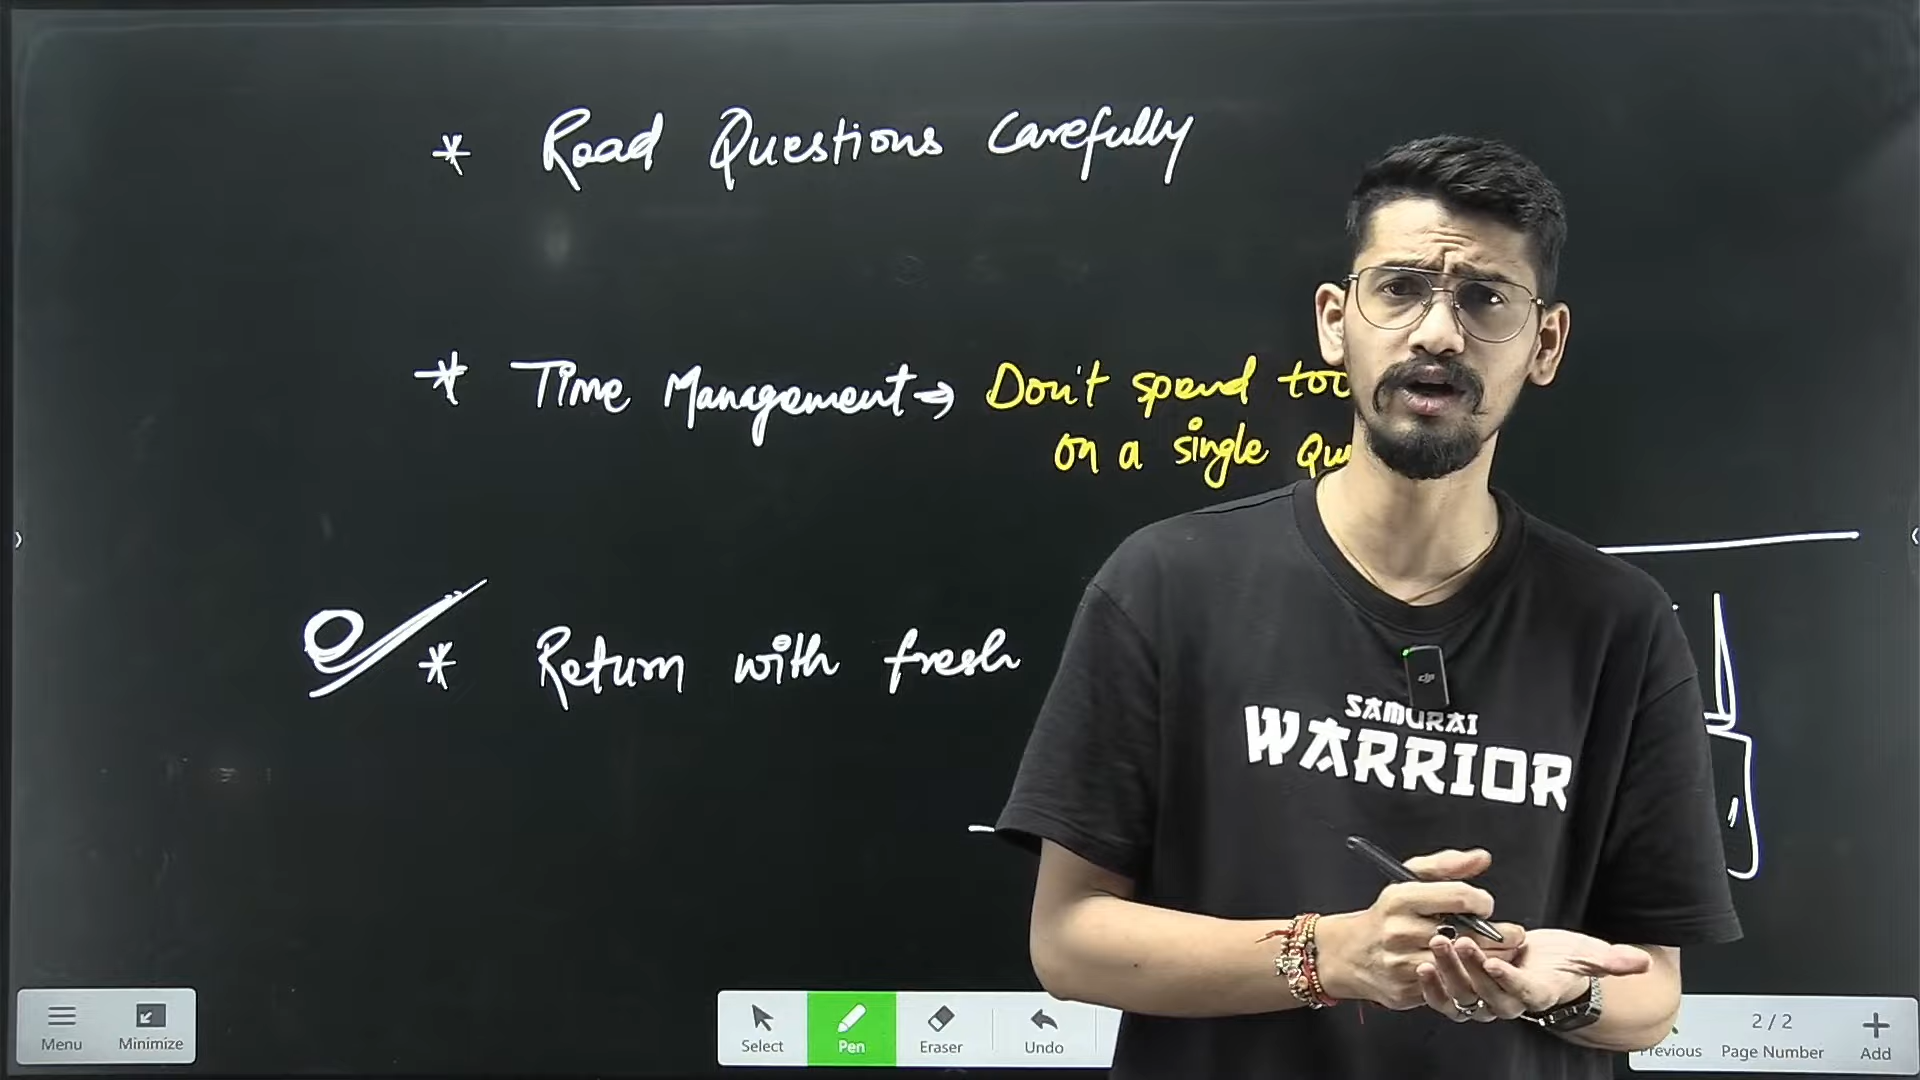 * Read Questions Carefully
* Time Management → Don't spend too
on a single
* Return with fresh
SAMURAI
WARRIOR
dji
Menu
Minimize
Select
Pen
Eraser
Undo
Previous
2 / 2
Page Number
Add